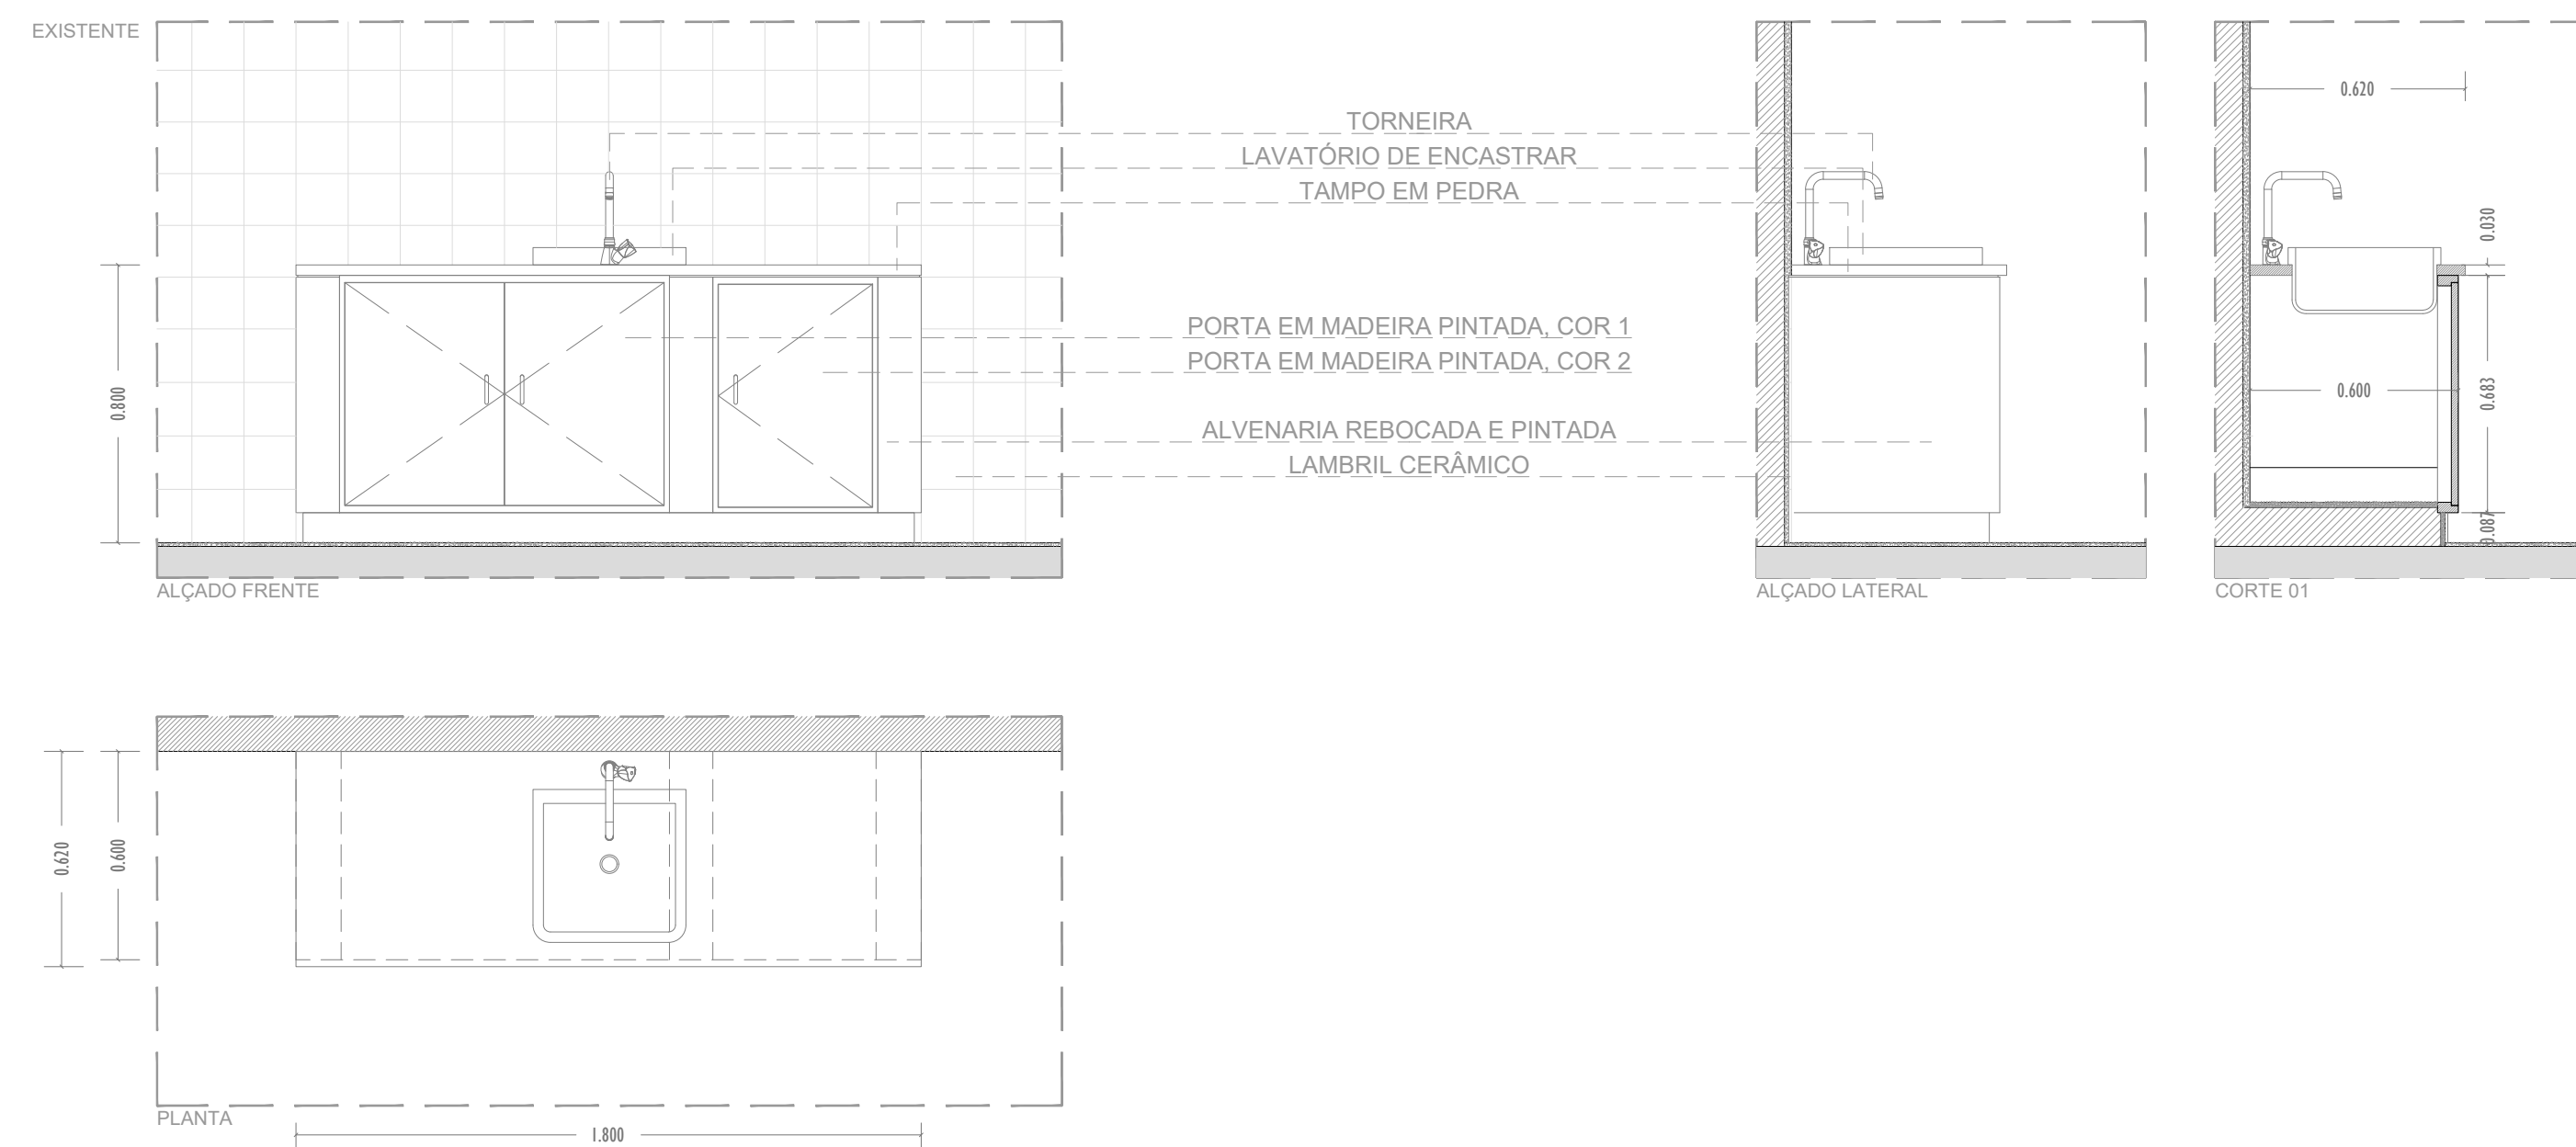 EXISTENTE
0.620
TORNEIRA
LAVATÓRIO DE ENCASTRAR
TAMPO EM PEDRA
0.030
PORTA EM MADEIRA PINTADA, COR 1
PORTA EM MADEIRA PINTADA, COR 2
0.800
0.600
0.683
ALVENARIA REBOCADA E PINTADA
LAMBRIL CERÂMICO
0.087
ALÇADO FRENTE
ALÇADO LATERAL
CORTE 01
0.620
0.600
PLANTA
1.800